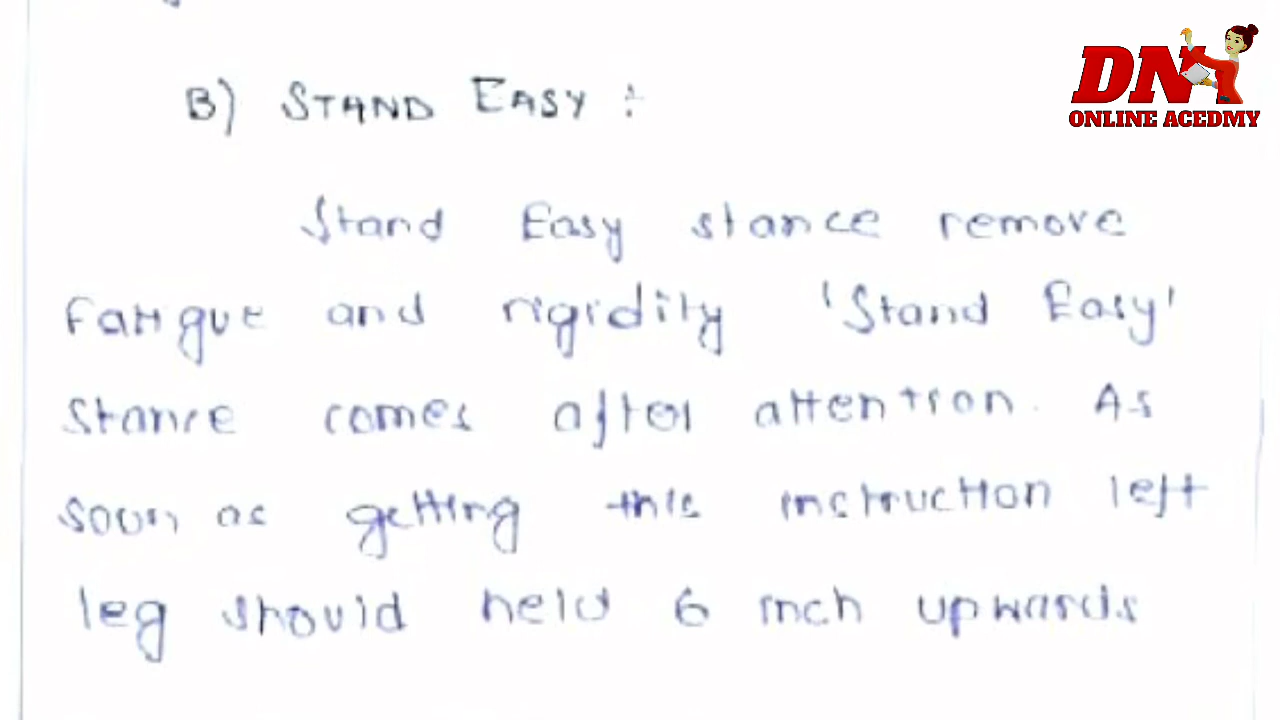 DN
ONLINE ACEDMY
B) STAND EASY :
Stand Easy stance remove
Fatigue and rigidity 'Stand Easy'
Stance comes after attention. As
soon as getting this instruction left
leg should held 6 inch upwards